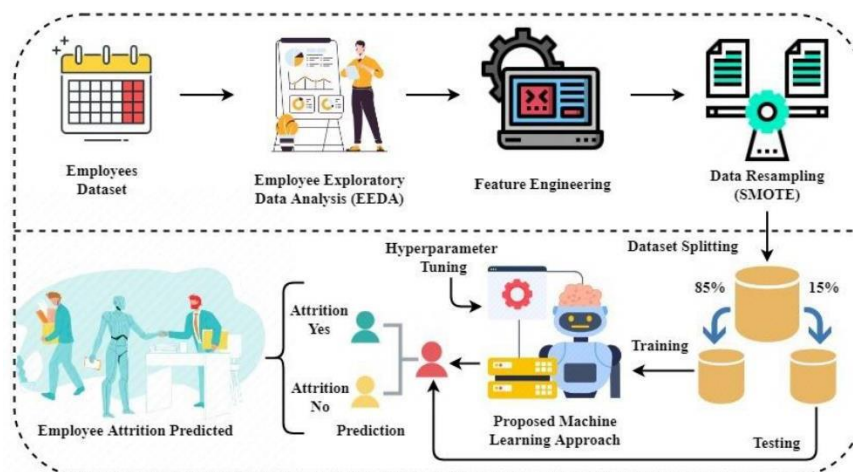 Employees
Dataset
Employee Exploratory
Data Analysis (EEDA)
Feature Engineering
Data Resampling
(SMOTE)
Dataset Splitting
85%
15%
Hyperparameter
Tuning
Training
Attrition
Yes
Attrition
No
Employee Attrition Predicted
Prediction
Proposed Machine
Learning Approach
Testing